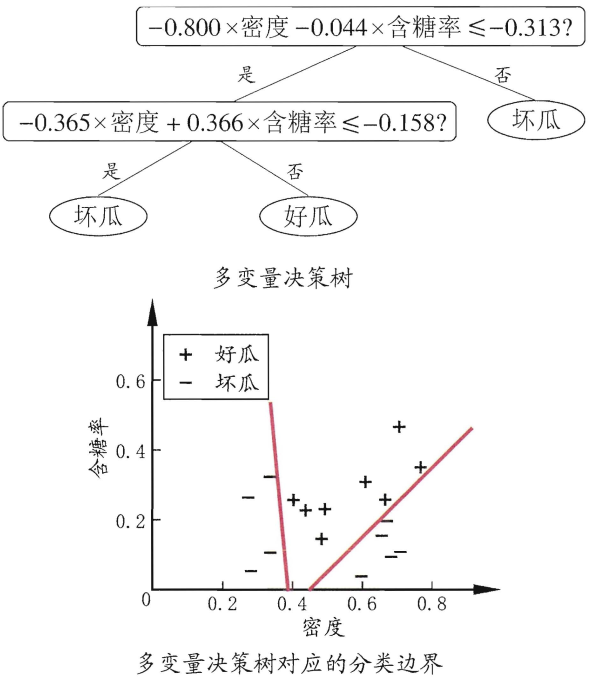 −0.800×密度−0.044×含糖率≤−0.313?
是 否
−0.365×密度+0.366×含糖率≤−0.158? 坏瓜
是 否
坏瓜 好瓜
多变量决策树
+ 好瓜
− 坏瓜
0.6
0.4
0.2
含糖率
0 0.2 0.4 0.6 0.8
密度
多变量决策树对应的分类边界